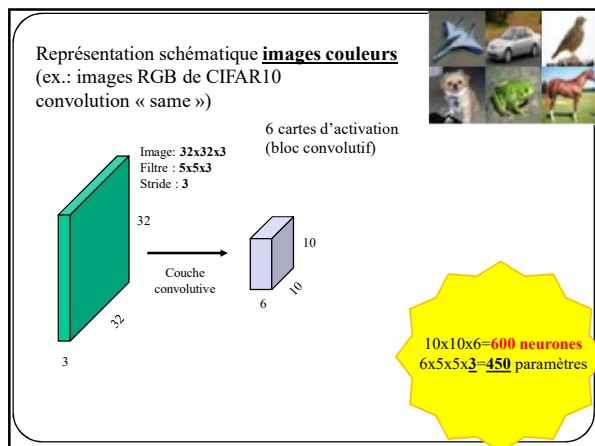 Représentation schématique images couleurs
(ex.: images RGB de CIFAR10
convolution « same »)
6 cartes d'activation
(bloc convolutif)
Image: 32x32x3
Filtre : 5x5x3
Stride : 3
32
32
3
Couche
convolutive
10
10
6
10x10x6=600 neurones
6x5x5x3=450 paramètres